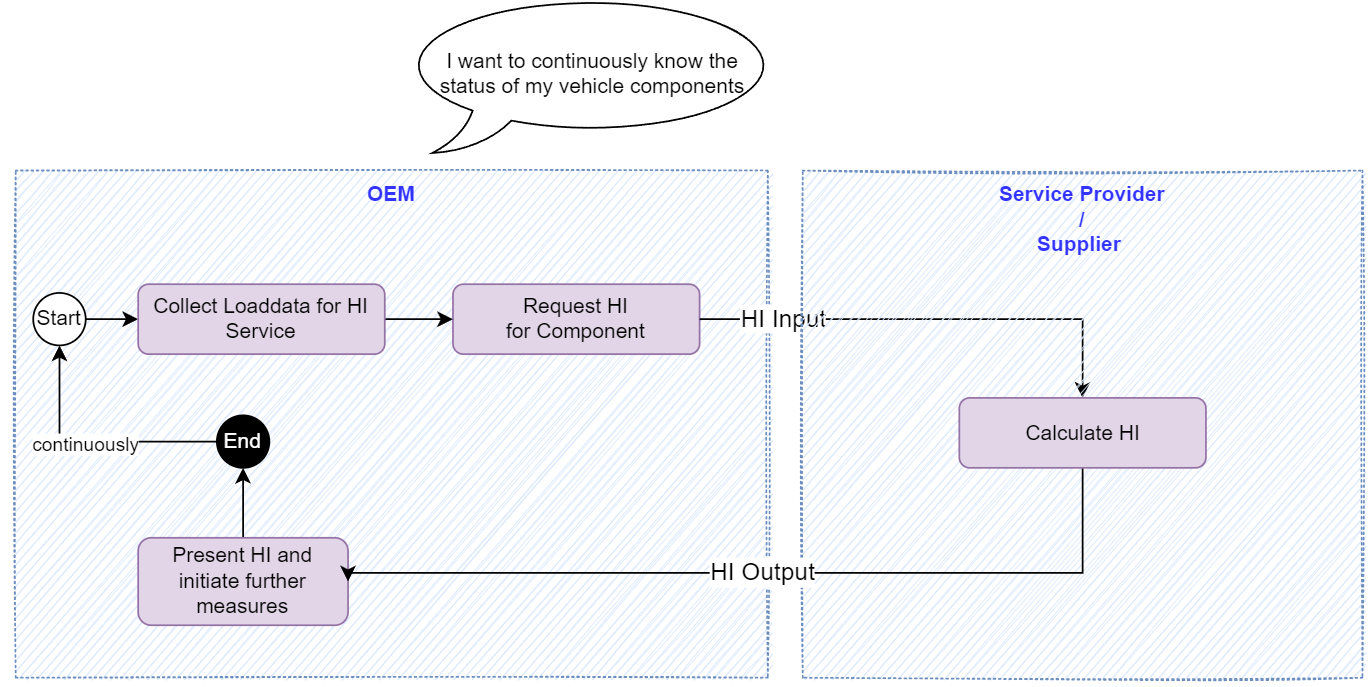 I want to continuously know the
status of my vehicle components
OEM
Service Provider
/
Supplier
Start
Collect Loaddata for HI
Service
Request HI
for Component
HI Input
Calculate HI
continuously
End
Present HI and
initiate further
measures
HI Output